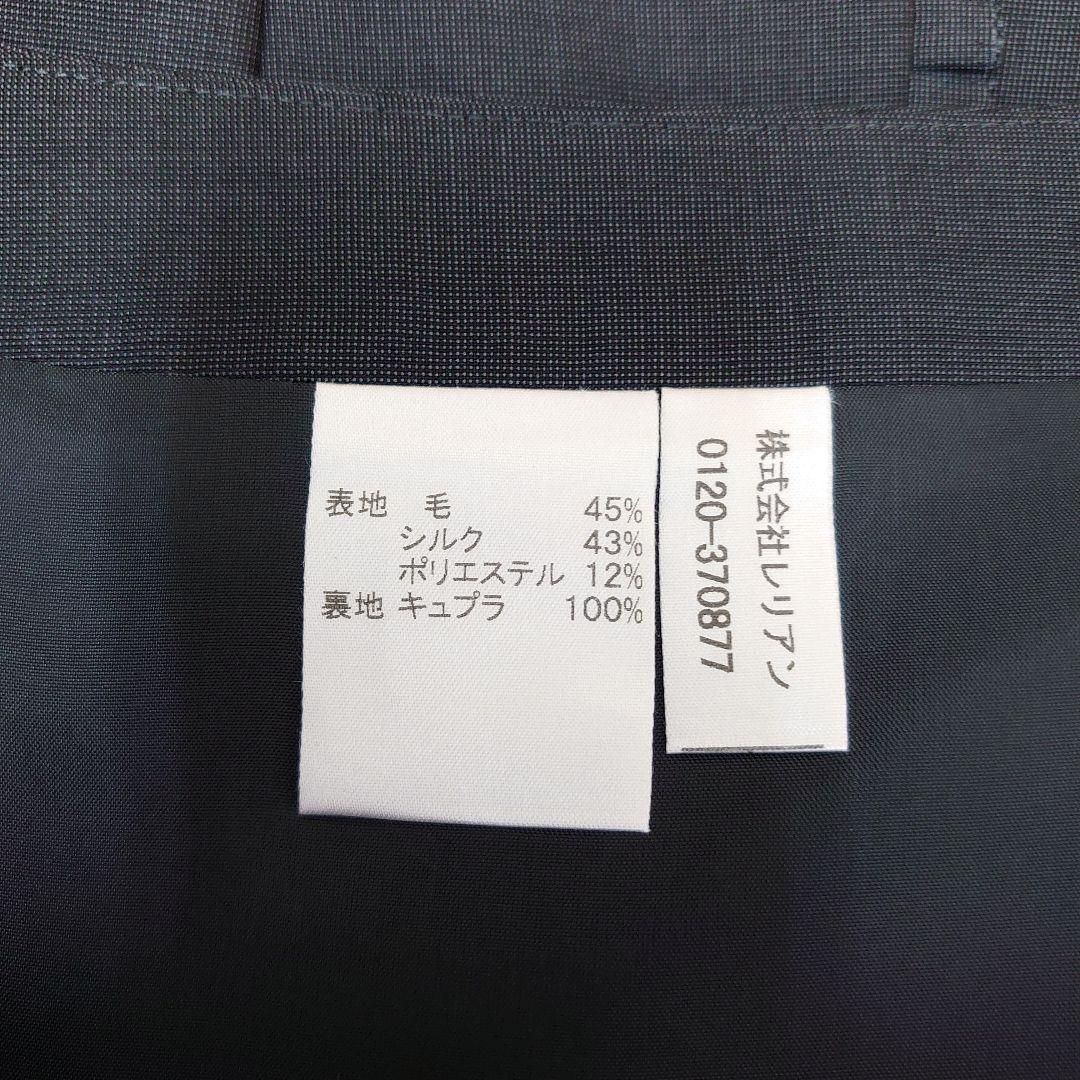 表地 毛 45%
シルク 43%
ポリエステル 12%
裏地 キュプラ 100%
株式会社レリアン
0120-370877